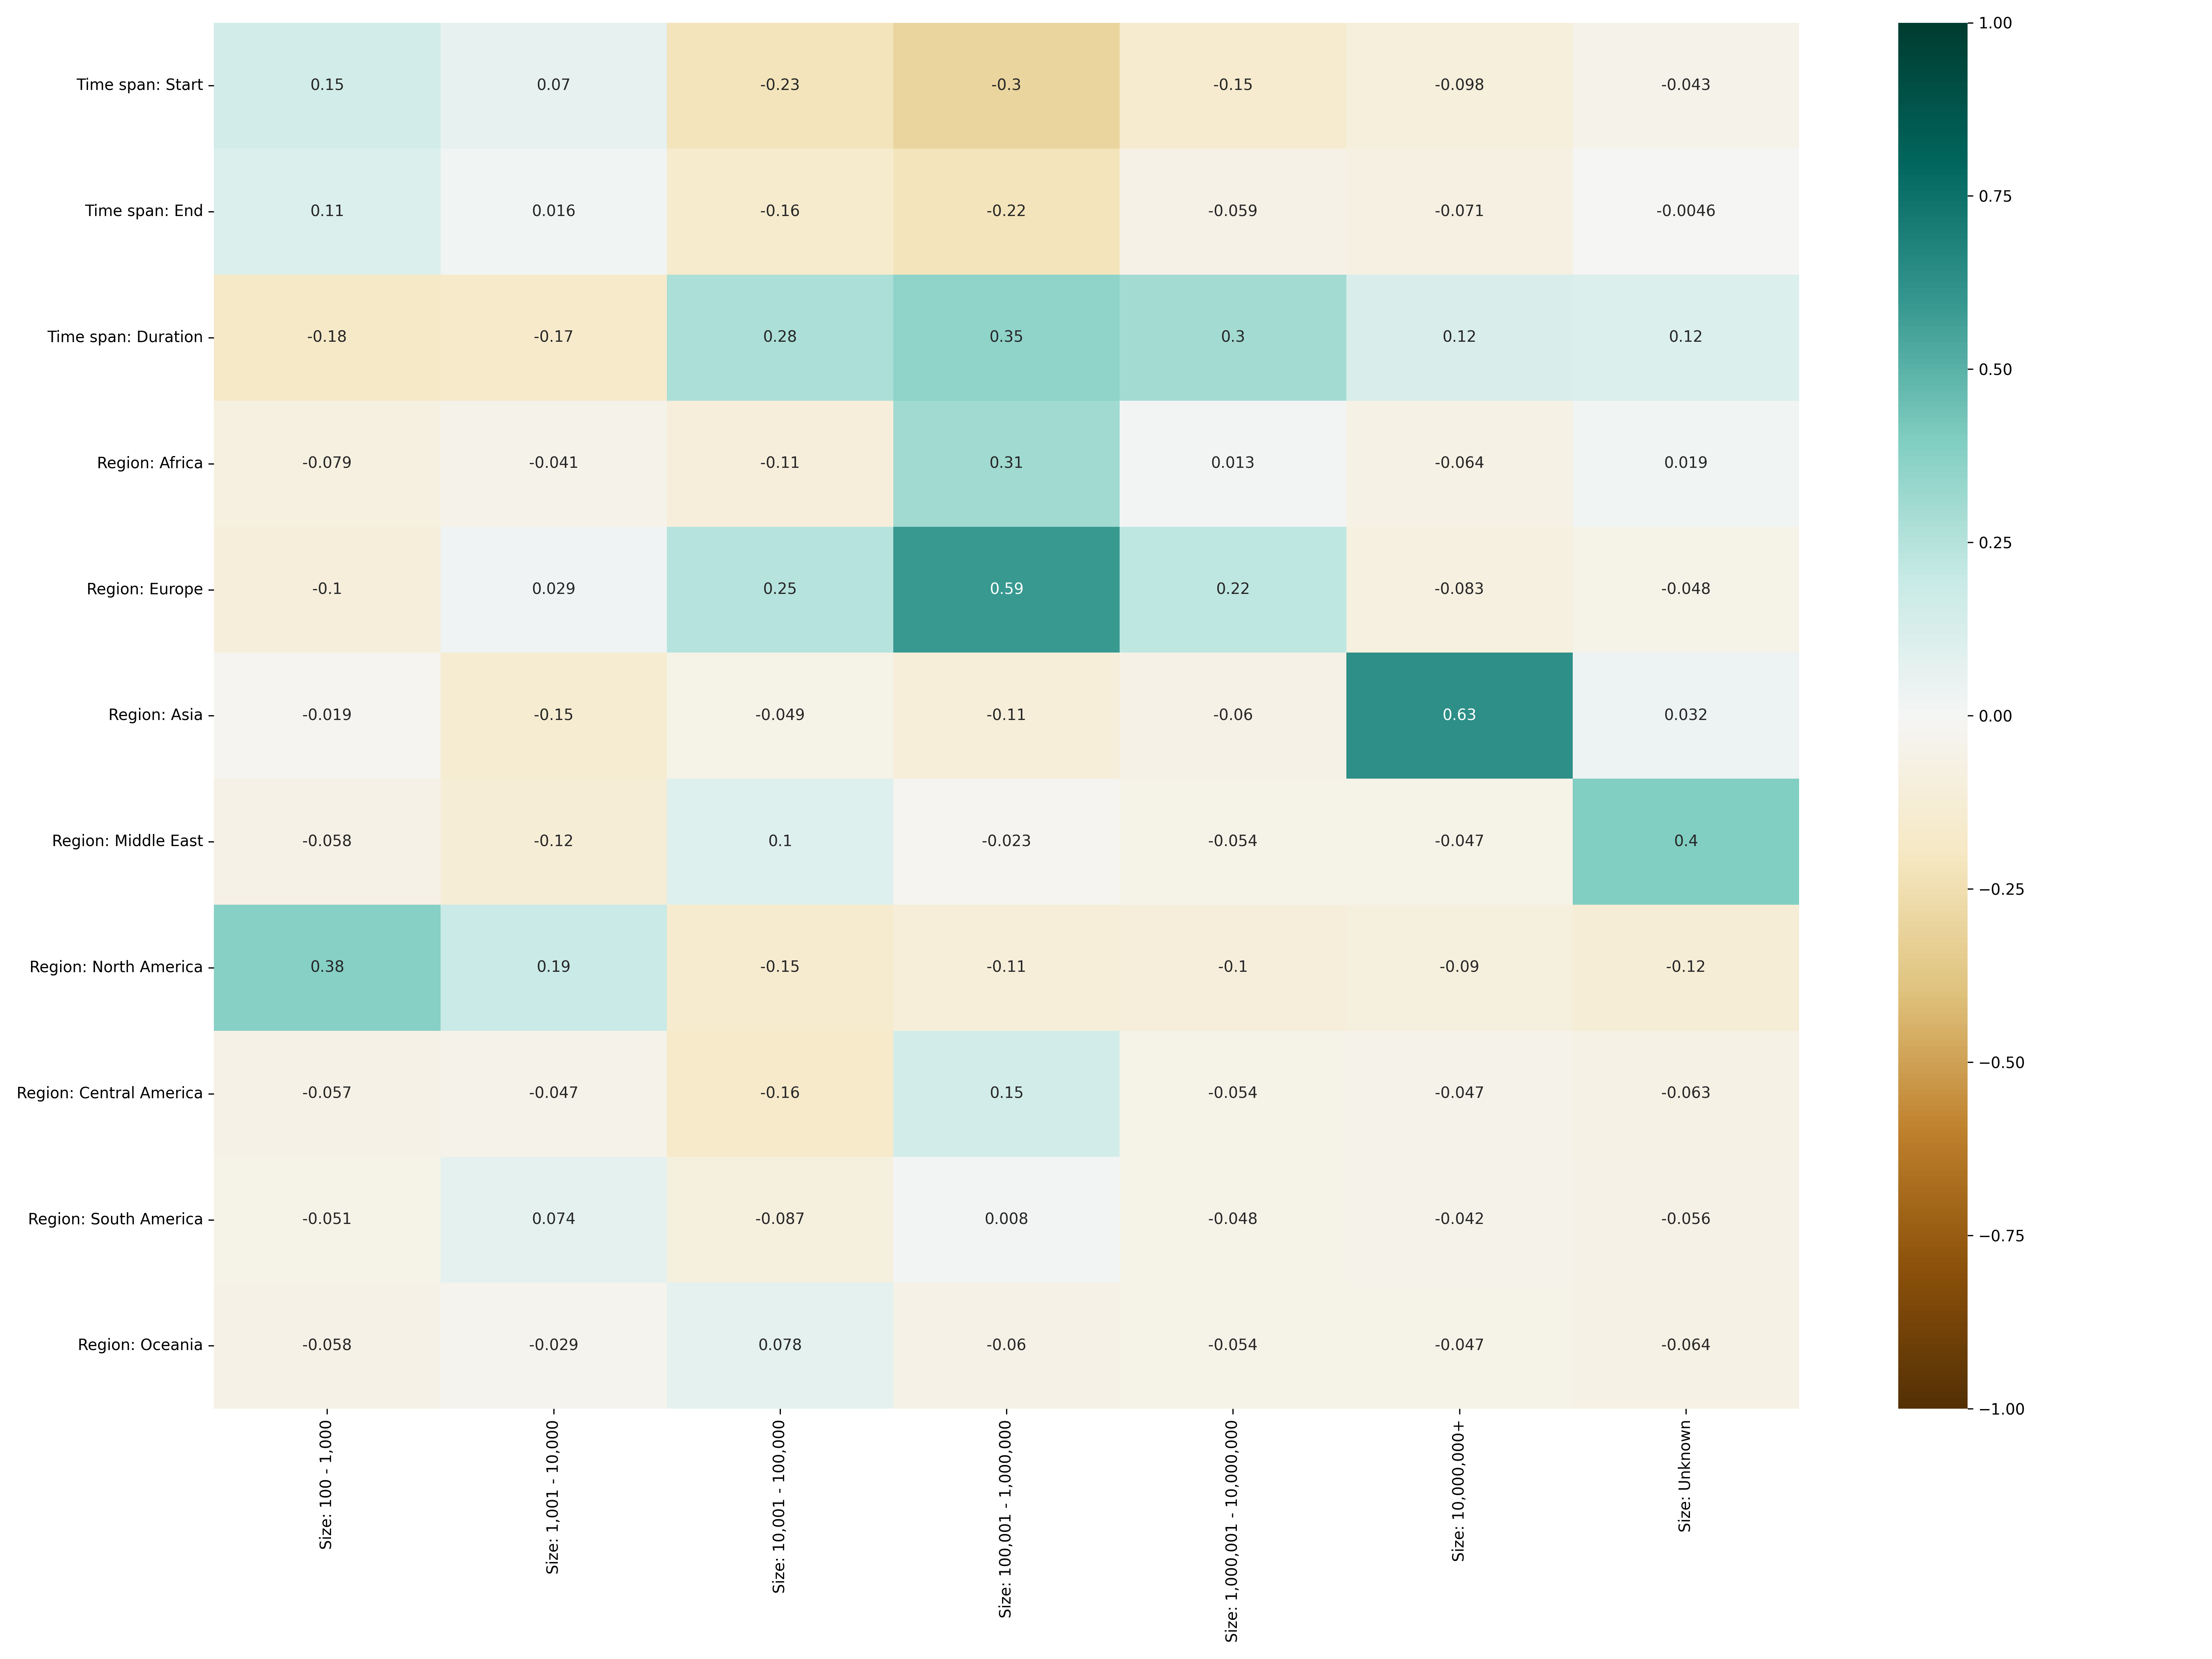 Time span: Start 0.15 0.07 -0.23 -0.3 -0.15 -0.098 -0.043
Time span: End 0.11 0.016 -0.16 -0.22 -0.059 -0.071 -0.0046
Time span: Duration -0.18 -0.17 0.28 0.35 0.3 0.12 0.12
Region: Africa -0.079 -0.041 -0.11 0.31 0.013 -0.064 0.019
Region: Europe -0.1 0.029 0.25 0.59 0.22 -0.083 -0.048
Region: Asia -0.019 -0.15 -0.049 -0.11 -0.06 0.63 0.032
Region: Middle East -0.058 -0.12 0.1 -0.023 -0.054 -0.047 0.4
Region: North America 0.38 0.19 -0.15 -0.11 -0.1 -0.09 -0.12
Region: Central America -0.057 -0.047 -0.16 0.15 -0.054 -0.047 -0.063
Region: South America -0.051 0.074 -0.087 0.008 -0.048 -0.042 -0.056
Region: Oceania -0.058 -0.029 0.078 -0.06 -0.054 -0.047 -0.064
Size: 100 - 1,000
Size: 1,001 - 10,000
Size: 10,001 - 100,000
Size: 100,001 - 1,000,000
Size: 1,000,001 - 10,000,000
Size: 10,000,000+
Size: Unknown
1.00
0.75
0.50
0.25
0.00
−0.25
−0.50
−0.75
−1.00